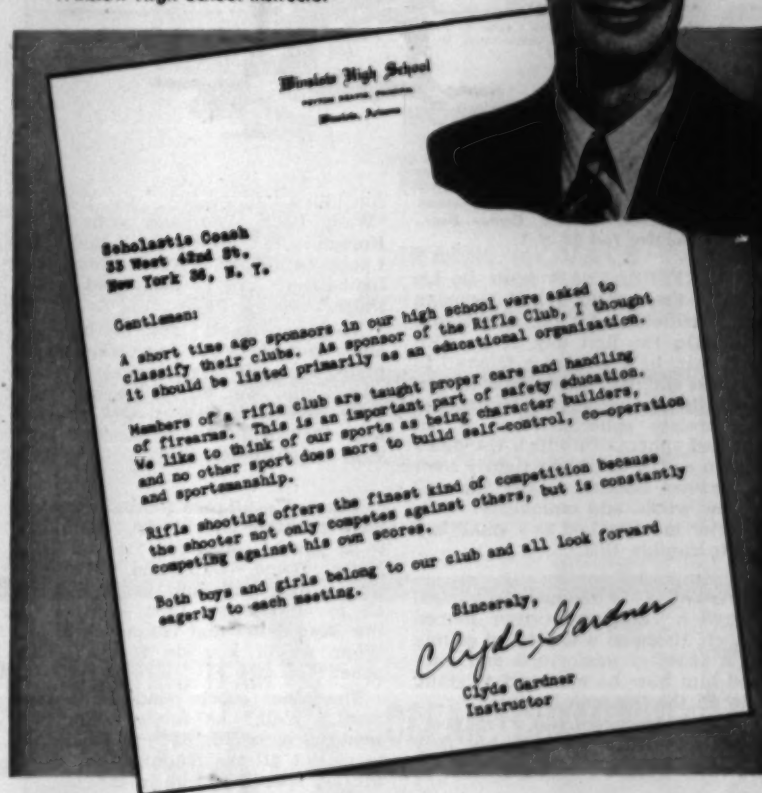 Winslow High School
Winslow, Arizona
Scholastic Coach
33 West 42nd St.
New York 36, N. Y.
Gentlemen:
A short time ago sponsors in our high school were asked to
classify their clubs. As sponsor of the Rifle Club, I thought
it should be listed primarily as an educational organization.
Members of a rifle club are taught proper care and handling
of firearms. This is an important part of safety education.
We like to think of our sports as being character builders,
and no other sport does more to build self-control, co-operation
and sportsmanship.
Rifle shooting offers the finest kind of competition because
the shooter not only competes against others, but is constantly
competing against his own scores.
Both boys and girls belong to our club and all look forward
eagerly to each meeting.
Sincerely,
Clyde Gardner
Clyde Gardner
Instructor